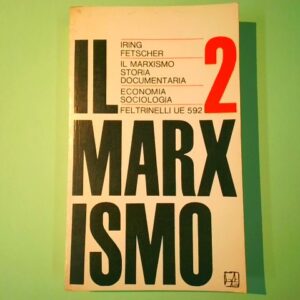 IRING
FETSCHER
IL MARXISMO
STORIA
DOCUMENTARIA
ECONOMIA
SOCIOLOGIA
FELTRINELLI UE 592
IL 2
MARX
ISMO